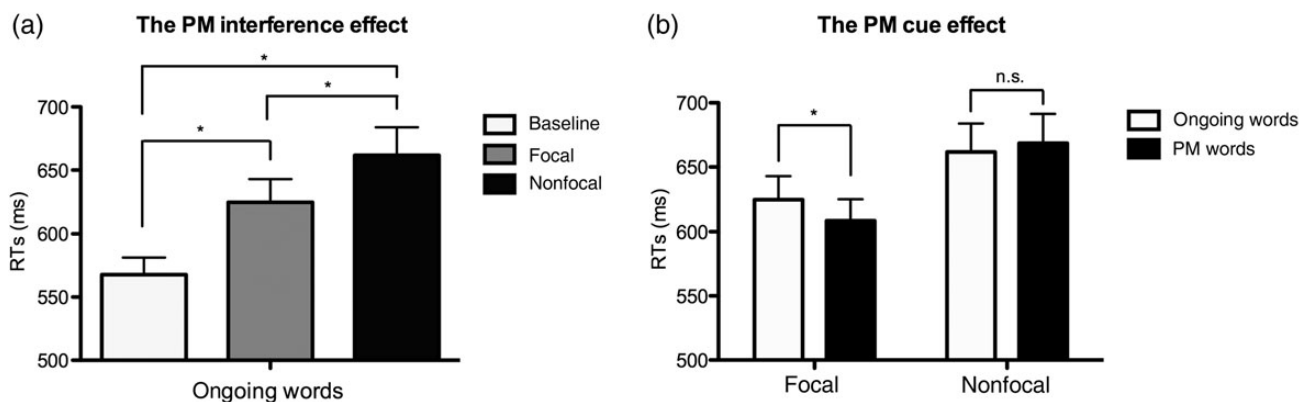 (a)
The PM interference effect
*
*
*
700
650
600
550
500
RTs (ms)
Ongoing words
Baseline
Focal
Nonfocal
(b)
The PM cue effect
*
n.s.
700
650
600
550
500
RTs (ms)
Focal
Nonfocal
Ongoing words
PM words